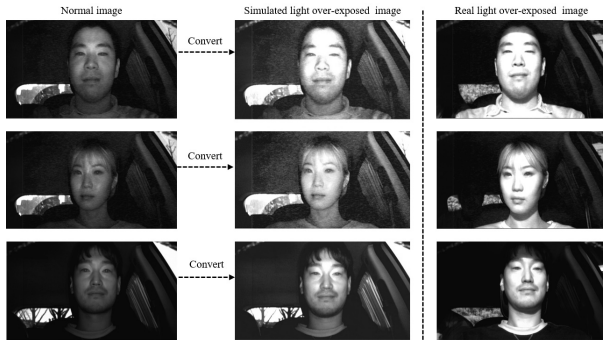 Normal image
Simulated light over-exposed image
Real light over-exposed image
Convert
Convert
Convert